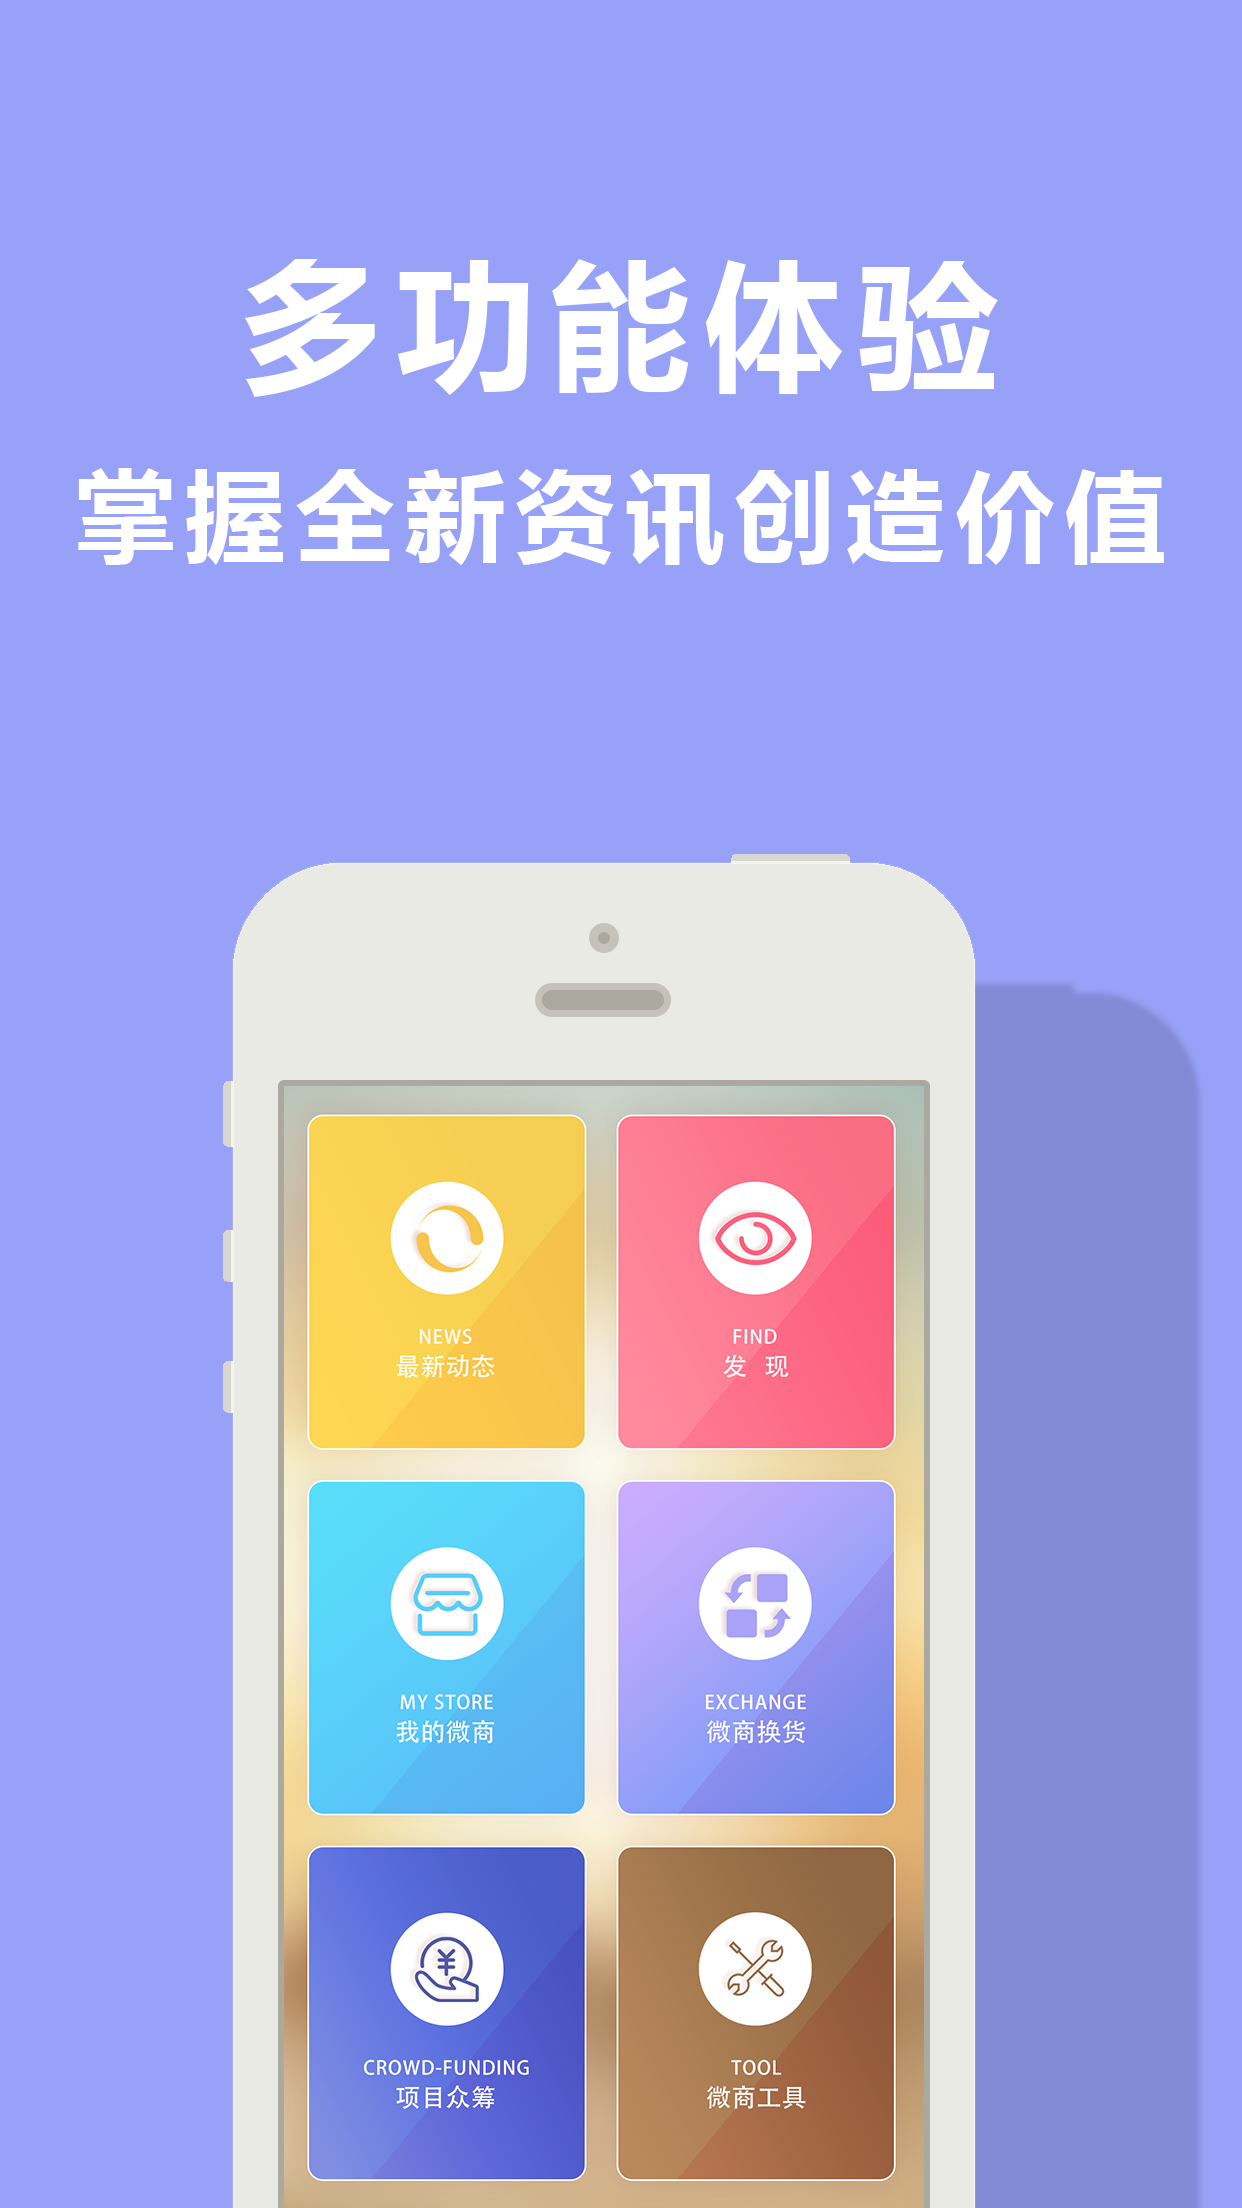 多功能体验
掌握全新资讯创造价值
NEWS
最新动态
FIND
发 现
MY STORE
我的微商
EXCHANGE
微商换货
CROWD-FUNDING
项目众筹
TOOL
微商工具